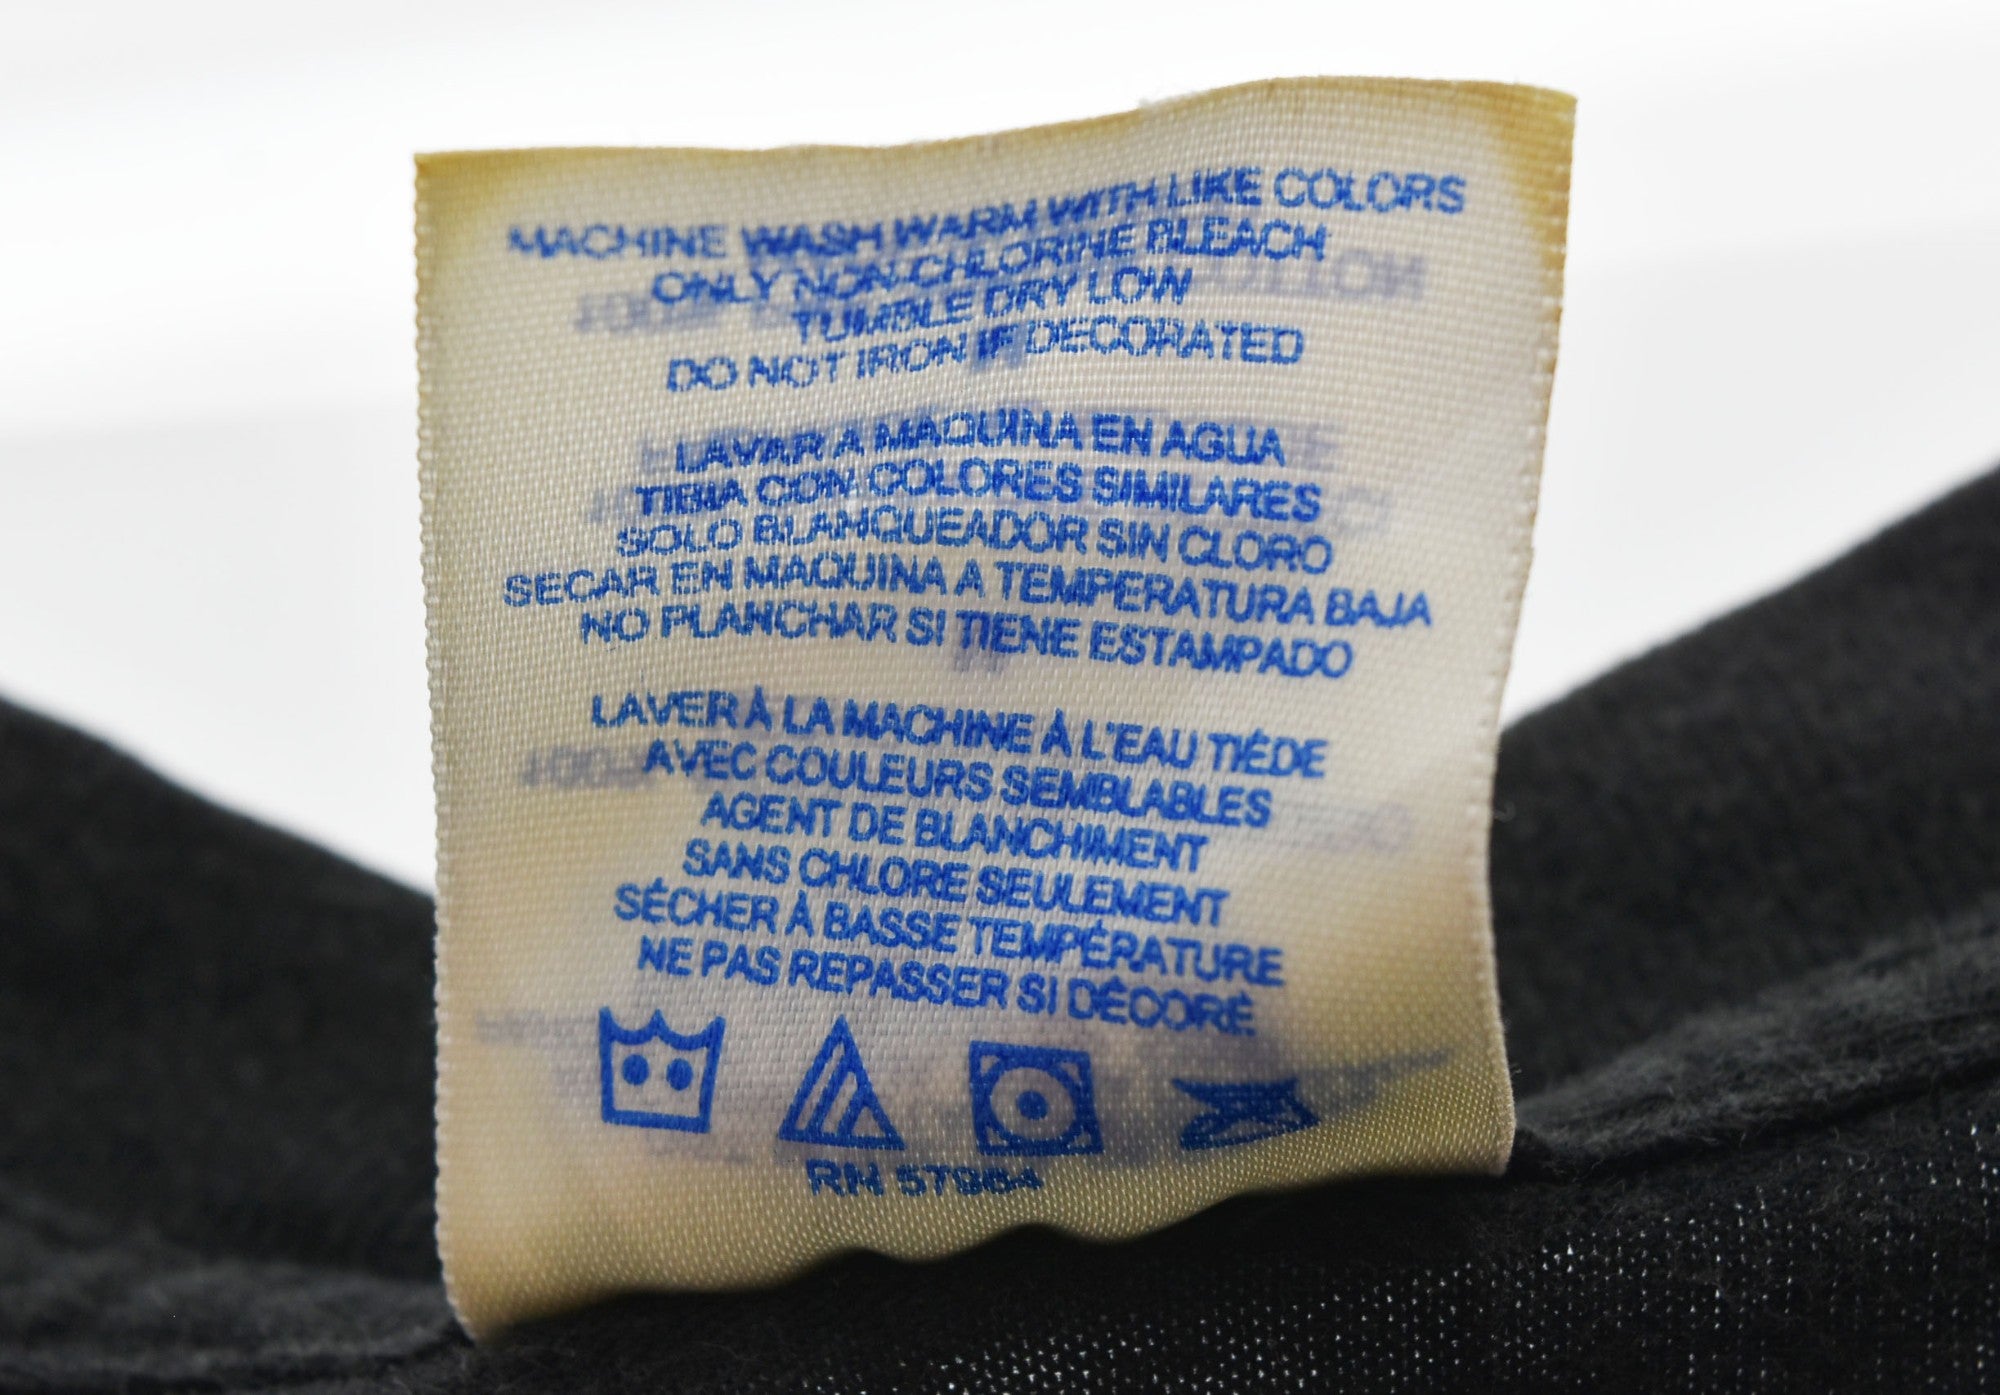 MACHINE WASH WARM WITH LIKE COLORS
ONLY NON-CHLORINE BLEACH
TUMBLE DRY LOW
DO NOT IRON IF DECORATED
LAVAR A MAQUINA EN AGUA
TIBIA CON COLORES SIMILARES
SOLO BLANQUEADOR SIN CLORO
SECAR EN MAQUINA A TEMPERATURA BAJA
NO PLANCHAR SI TIENE ESTAMPADO
LAVER À LA MACHINE À L'EAU TIÉDE
AVEC COULEURS SEMBLABLES
AGENT DE BLANCHIMENT
SANS CHLORE SEULEMENT
SÉCHER À BASSE TEMPÉRATURE
NE PAS REPASSER SI DÉCORÉ
RN 57964